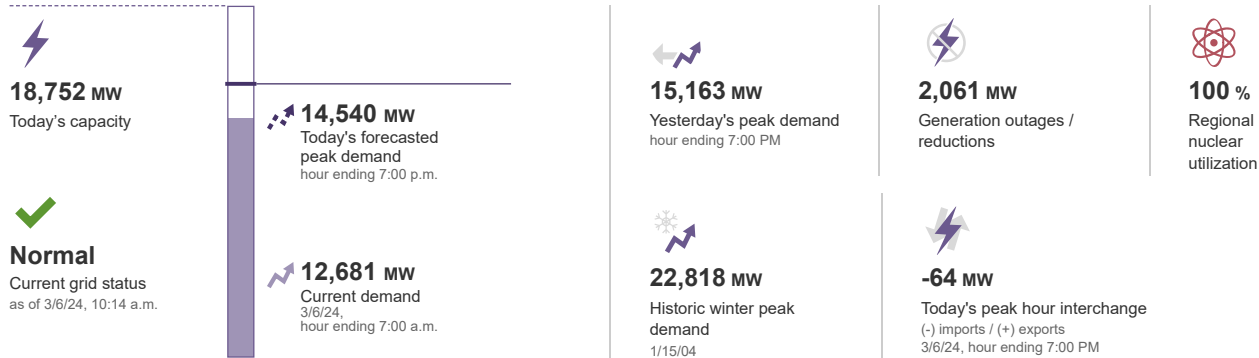 18,752 MW
Today's capacity
Normal
Current grid status
as of 3/6/24, 10:14 a.m.
14,540 MW
Today's forecasted
peak demand
hour ending 7:00 p.m.
12,681 MW
Current demand
3/6/24,
hour ending 7:00 a.m.
15,163 MW
Yesterday's peak demand
hour ending 7:00 PM
2,061 MW
Generation outages /
reductions
100 %
Regional
nuclear
utilization
22,818 MW
Historic winter peak
demand
1/15/04
-64 MW
Today's peak hour interchange
(-) imports / (+) exports
3/6/24, hour ending 7:00 PM